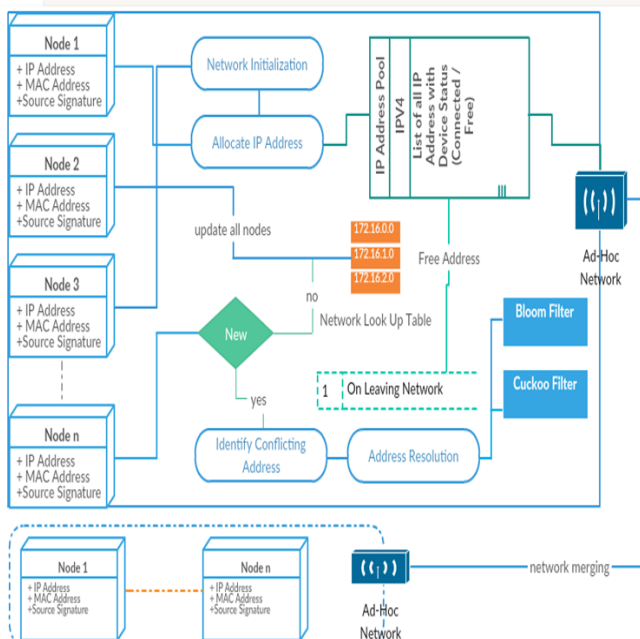 Node 1
+ IP Address
+ MAC Address
+Source Signature
Node 2
+ IP Address
+ MAC Address
+Source Signature
Node 3
+ IP Address
+ MAC Address
+Source Signature
Node n
+ IP Address
+ MAC Address
+Source Signature
Network Initialization
Allocate IP Address
IP Address Pool
IPV4
List of all IP
Address with
Device Status
(Connected /
Free)
Ad-Hoc
Network
update all nodes
172.16.0.0
172.16.1.0
172.16.2.0
Free Address
no
Network Look Up Table
New
yes
1
On Leaving Network
Bloom Filter
Cuckoo Filter
Identify Conflicting
Address
Address Resolution
Node 1
+ IP Address
+ MAC Address
+Source Signature
Node n
+ IP Address
+ MAC Address
+Source Signature
Ad-Hoc
Network
network merging